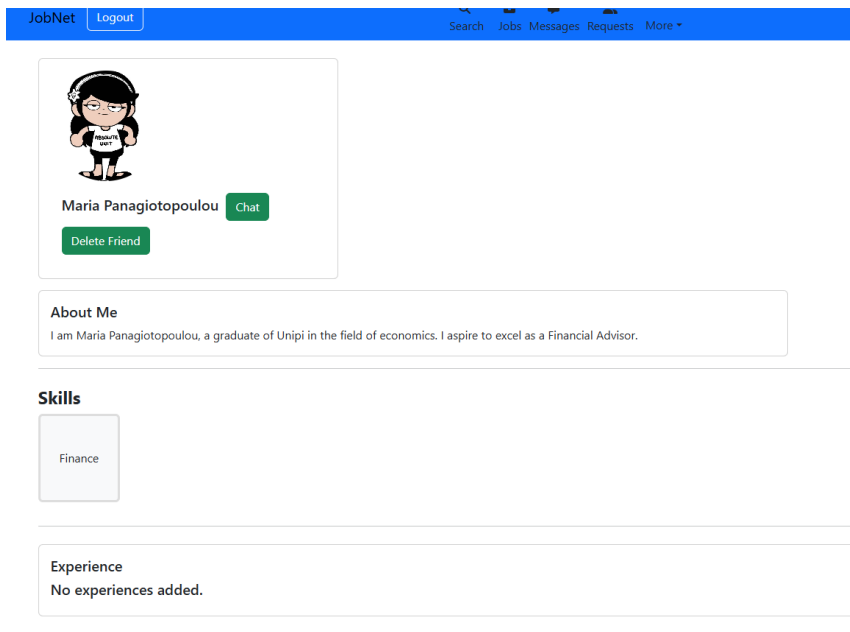 JobNet Logout Search Jobs Messages Requests More
ABSOLUTE
UNIT
Maria Panagiotopoulou Chat
Delete Friend
About Me
I am Maria Panagiotopoulou, a graduate of Unipi in the field of economics. I aspire to excel as a Financial Advisor.
Skills
Finance
Experience
No experiences added.